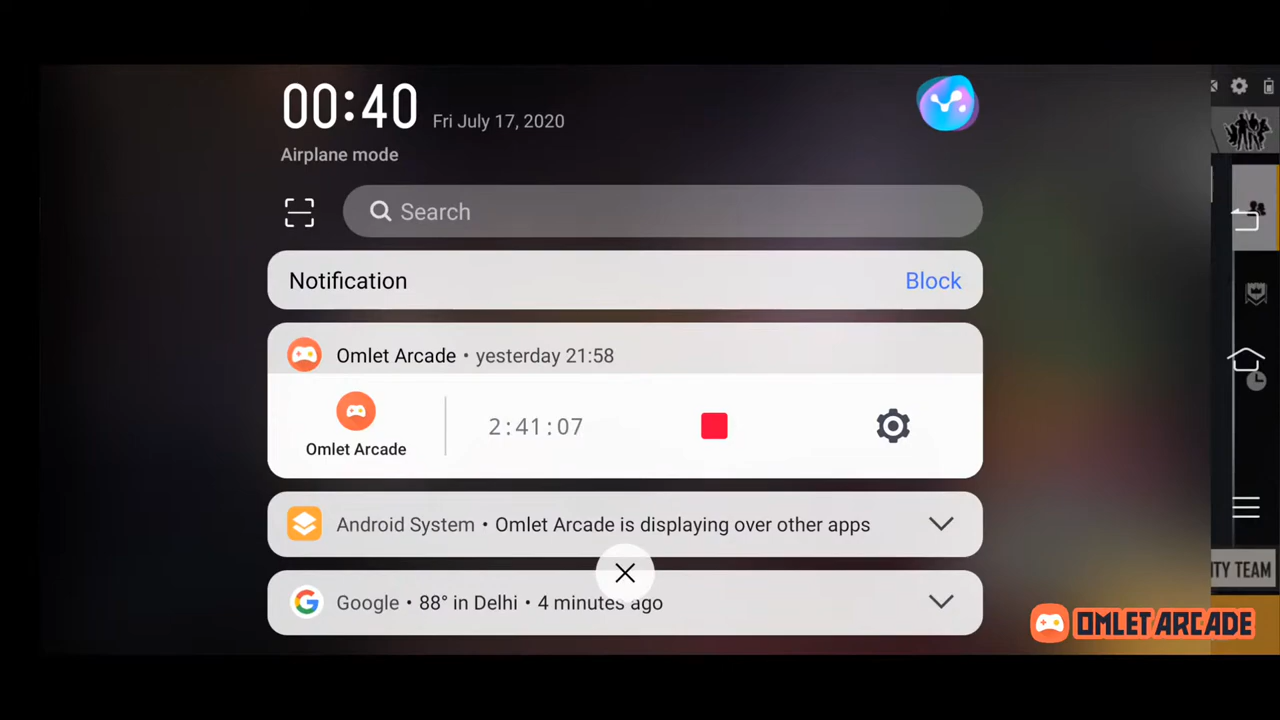 00:40 Fri July 17, 2020
Airplane mode
Search
Notification Block
Omlet Arcade • yesterday 21:58
Omlet Arcade
2:41:07
Android System • Omlet Arcade is displaying over other apps
Google • 88° in Delhi • 4 minutes ago
ITY TEAM
OMLET ARCADE